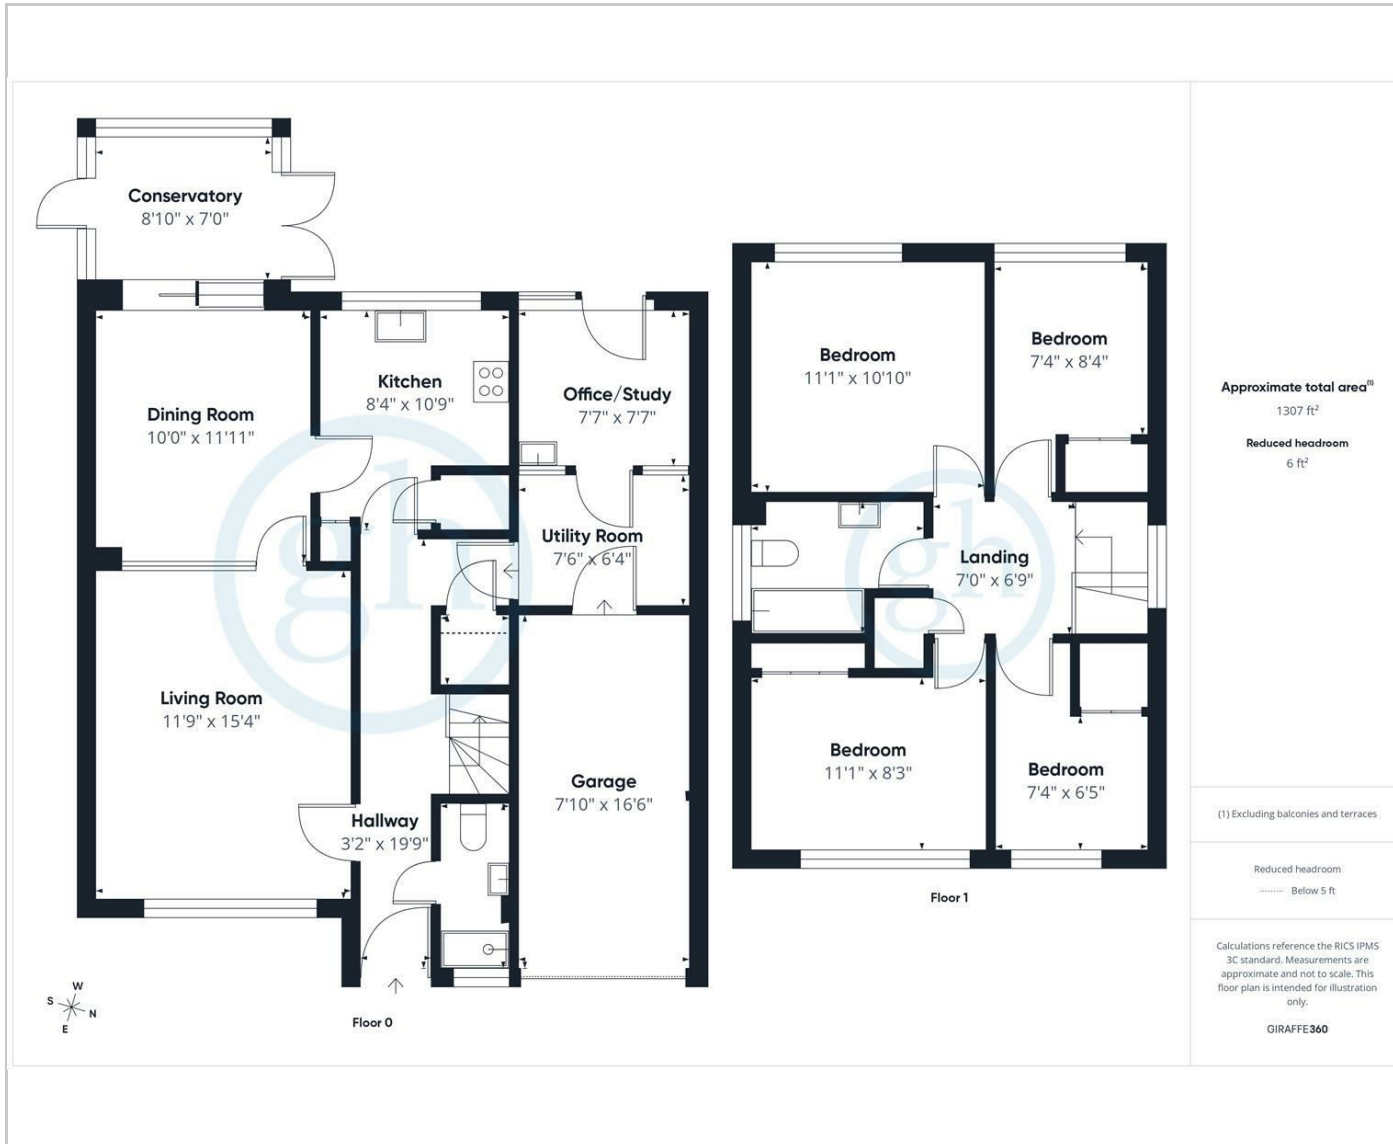 Conservatory
8'10" x 7'0"
Dining Room
10'0" x 11'11"
Kitchen
8'4" x 10'9"
Office/Study
7'7" x 7'7"
Utility Room
7'6" x 6'4"
Living Room
11'9" x 15'4"
Hallway
3'2" x 19'9"
Garage
7'10" x 16'6"
gh
Floor 0
W
S
N
E
Bedroom
11'1" x 10'10"
Bedroom
7'4" x 8'4"
Landing
7'0" x 6'9"
gh
Bedroom
11'1" x 8'3"
Bedroom
7'4" x 6'5"
Floor 1
Approximate total area(1)
1307 ft²
Reduced headroom
6 ft²
(1) Excluding balconies and terraces
Reduced headroom
Below 5 ft
Calculations reference the RICS IPMS
3C standard. Measurements are
approximate and not to scale. This
floor plan is intended for illustration
only.
GIRAFFE360